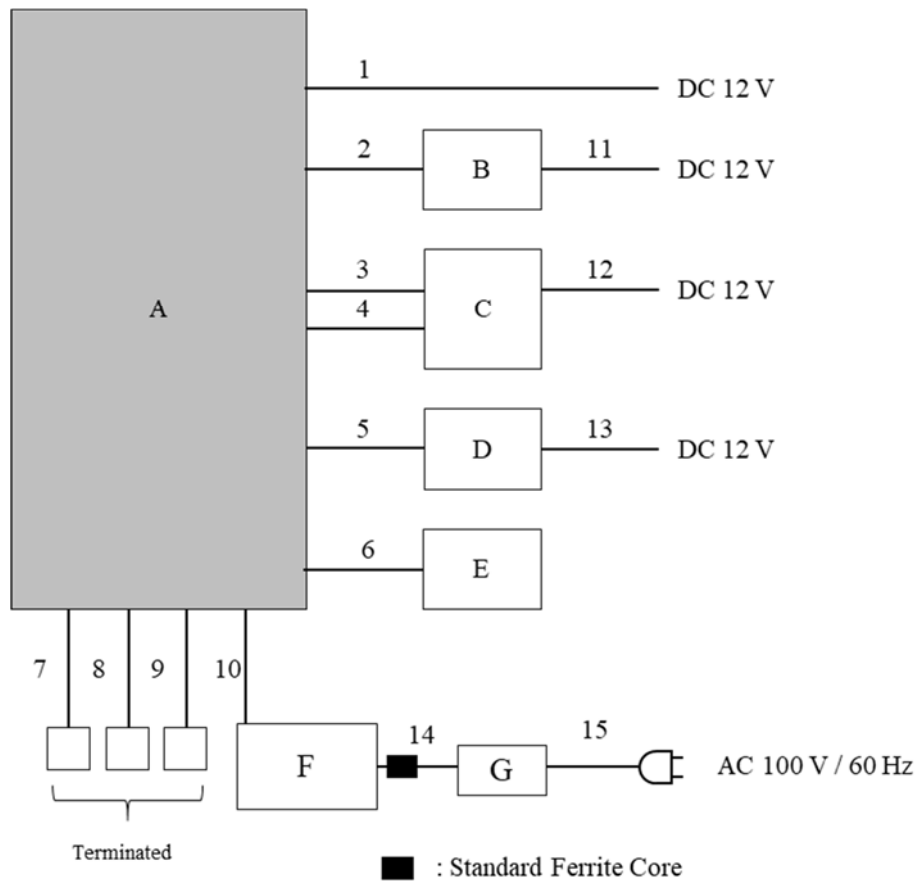 1
DC 12 V
2
B
11
DC 12 V
A
3
4
C
12
DC 12 V
5
D
13
DC 12 V
6
E
7
8
9
10
F
14
G
15
AC 100 V / 60 Hz
Terminated
: Standard Ferrite Core